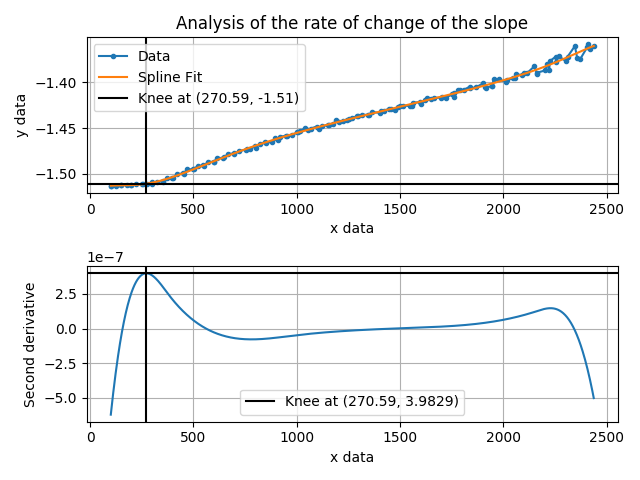 Analysis of the rate of change of the slope
Data
Spline Fit
Knee at (270.59, -1.51)
y data
−1.40
−1.45
−1.50
0 500 1000 1500 2000 2500
x data
1e−7
Second derivative
2.5
0.0
−2.5
−5.0
Knee at (270.59, 3.9829)
0 500 1000 1500 2000 2500
x data